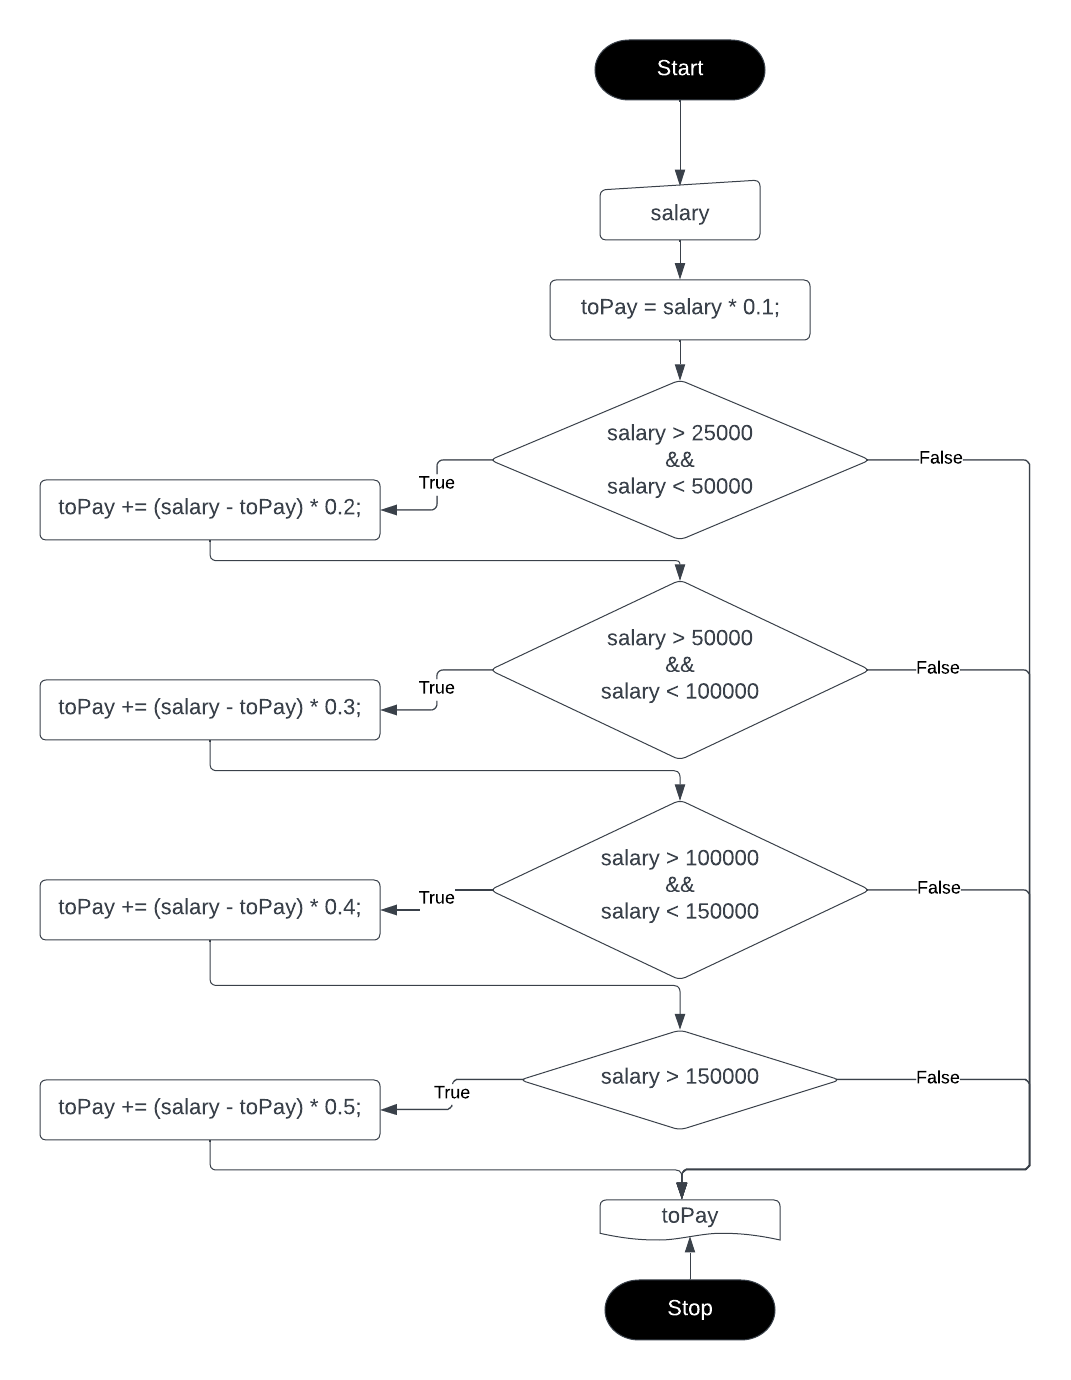 Start
salary
toPay = salary * 0.1;
salary > 25000
&&
salary < 50000
False
True
toPay += (salary - toPay) * 0.2;
salary > 50000
&&
salary < 100000
False
True
toPay += (salary - toPay) * 0.3;
salary > 100000
&&
salary < 150000
False
True
toPay += (salary - toPay) * 0.4;
salary > 150000
False
True
toPay += (salary - toPay) * 0.5;
toPay
Stop